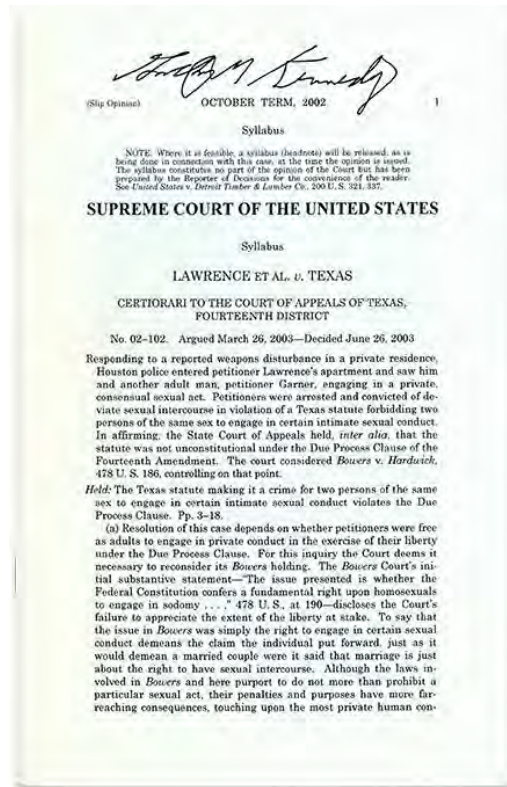 Anthony M Kennedy
(Slip Opinion) OCTOBER TERM, 2002 1
Syllabus
NOTE: Where it is feasible, a syllabus (headnote) will be released, as is
being done in connection with this case, at the time the opinion is issued.
The syllabus constitutes no part of the opinion of the Court but has been
prepared by the Reporter of Decisions for the convenience of the reader.
See United States v. Detroit Timber & Lumber Co., 200 U. S. 321, 337.
SUPREME COURT OF THE UNITED STATES
Syllabus
LAWRENCE ET AL. v. TEXAS
CERTIORARI TO THE COURT OF APPEALS OF TEXAS,
FOURTEENTH DISTRICT
No. 02–102. Argued March 26, 2003—Decided June 26, 2003
Responding to a reported weapons disturbance in a private residence,
Houston police entered petitioner Lawrence's apartment and saw him
and another adult man, petitioner Garner, engaging in a private,
consensual sexual act. Petitioners were arrested and convicted of de-
viate sexual intercourse in violation of a Texas statute forbidding two
persons of the same sex to engage in certain intimate sexual conduct.
In affirming, the State Court of Appeals held, inter alia, that the
statute was not unconstitutional under the Due Process Clause of the
Fourteenth Amendment. The court considered Bowers v. Hardwick,
478 U. S. 186, controlling on that point.
Held: The Texas statute making it a crime for two persons of the same
sex to engage in certain intimate sexual conduct violates the Due
Process Clause. Pp. 3–18.
(a) Resolution of this case depends on whether petitioners were free
as adults to engage in private conduct in the exercise of their liberty
under the Due Process Clause. For this inquiry the Court deems it
necessary to reconsider its Bowers holding. The Bowers Court's ini-
tial substantive statement—"The issue presented is whether the
Federal Constitution confers a fundamental right upon homosexuals
to engage in sodomy . . . ," 478 U. S., at 190—discloses the Court's
failure to appreciate the extent of the liberty at stake. To say that
the issue in Bowers was simply the right to engage in certain sexual
conduct demeans the claim the individual put forward, just as it
would demean a married couple were it said that marriage is just
about the right to have sexual intercourse. Although the laws in-
volved in Bowers and here purport to do not more than prohibit a
particular sexual act, their penalties and purposes have more far-
reaching consequences, touching upon the most private human con-